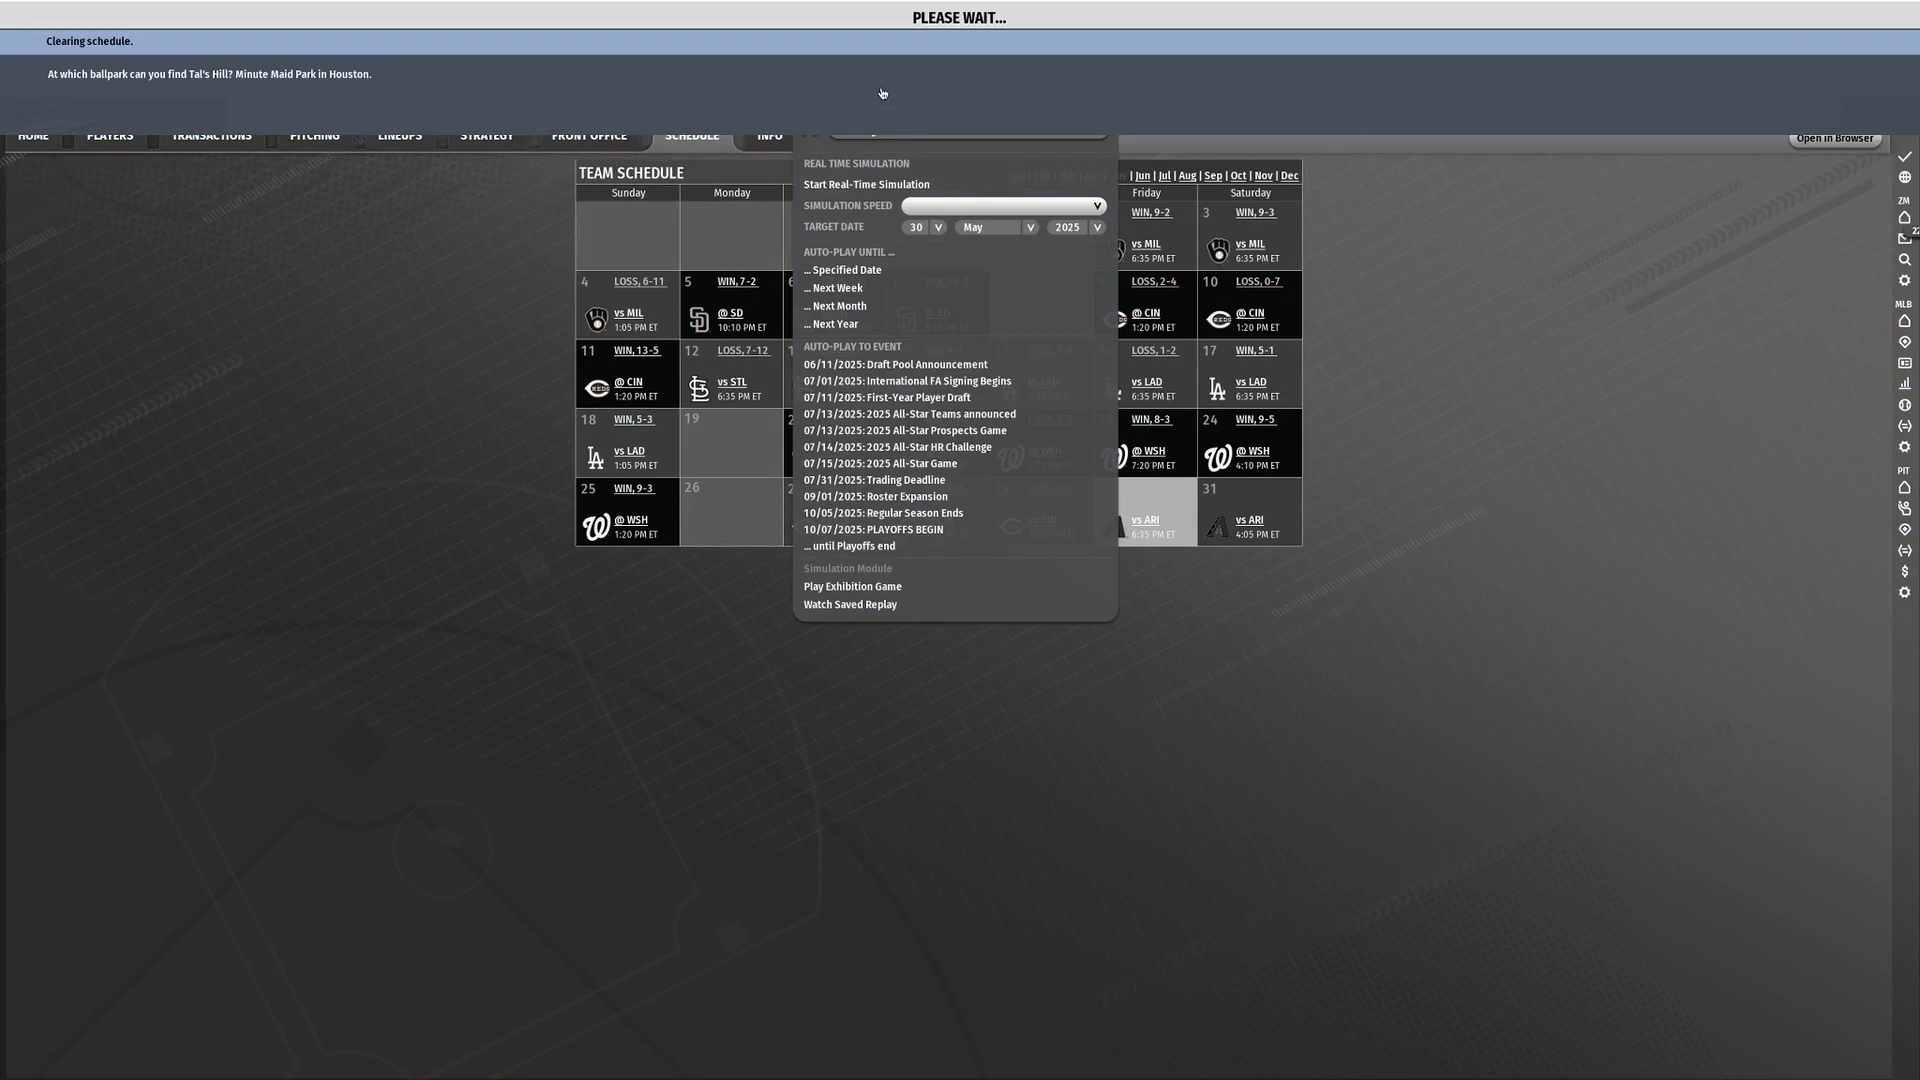 PLEASE WAIT...
Clearing schedule.
At which ballpark can you find Tal's Hill? Minute Maid Park in Houston.
HOME PLAYERS TRANSACTIONS PITCHING LINEUPS STRATEGY FRONT OFFICE SCHEDULE INFO
Open in Browser
TEAM SCHEDULE
| Jun | Jul | Aug | Sep | Oct | Nov | Dec
Sunday Monday Friday Saturday
WIN, 9-2
vs MIL
6:35 PM ET
3 WIN, 9-3
vs MIL
6:35 PM ET
4 LOSS, 6-11
vs MIL
1:05 PM ET
5 WIN, 7-2
@ SD
10:10 PM ET
LOSS, 2-4
@ CIN
1:20 PM ET
10 LOSS, 0-7
@ CIN
1:20 PM ET
11 WIN, 13-5
@ CIN
1:20 PM ET
12 LOSS, 7-12
vs STL
6:35 PM ET
LOSS, 1-2
vs LAD
6:35 PM ET
17 WIN, 5-1
vs LAD
6:35 PM ET
18 WIN, 5-3
vs LAD
1:05 PM ET
19
WIN, 8-3
@ WSH
7:20 PM ET
24 WIN, 9-5
@ WSH
4:10 PM ET
25 WIN, 9-3
@ WSH
1:20 PM ET
26
vs ARI
6:35 PM ET
31
vs ARI
4:05 PM ET
REAL TIME SIMULATION
Start Real-Time Simulation
SIMULATION SPEED
TARGET DATE 30 May 2025
AUTO-PLAY UNTIL ...
... Specified Date
... Next Week
... Next Month
... Next Year
AUTO-PLAY TO EVENT
06/11/2025: Draft Pool Announcement
07/01/2025: International FA Signing Begins
07/11/2025: First-Year Player Draft
07/13/2025: 2025 All-Star Teams announced
07/13/2025: 2025 All-Star Prospects Game
07/14/2025: 2025 All-Star HR Challenge
07/15/2025: 2025 All-Star Game
07/31/2025: Trading Deadline
09/01/2025: Roster Expansion
10/05/2025: Regular Season Ends
10/07/2025: PLAYOFFS BEGIN
... until Playoffs end
Simulation Module
Play Exhibition Game
Watch Saved Replay
ZM
MLB
PIT